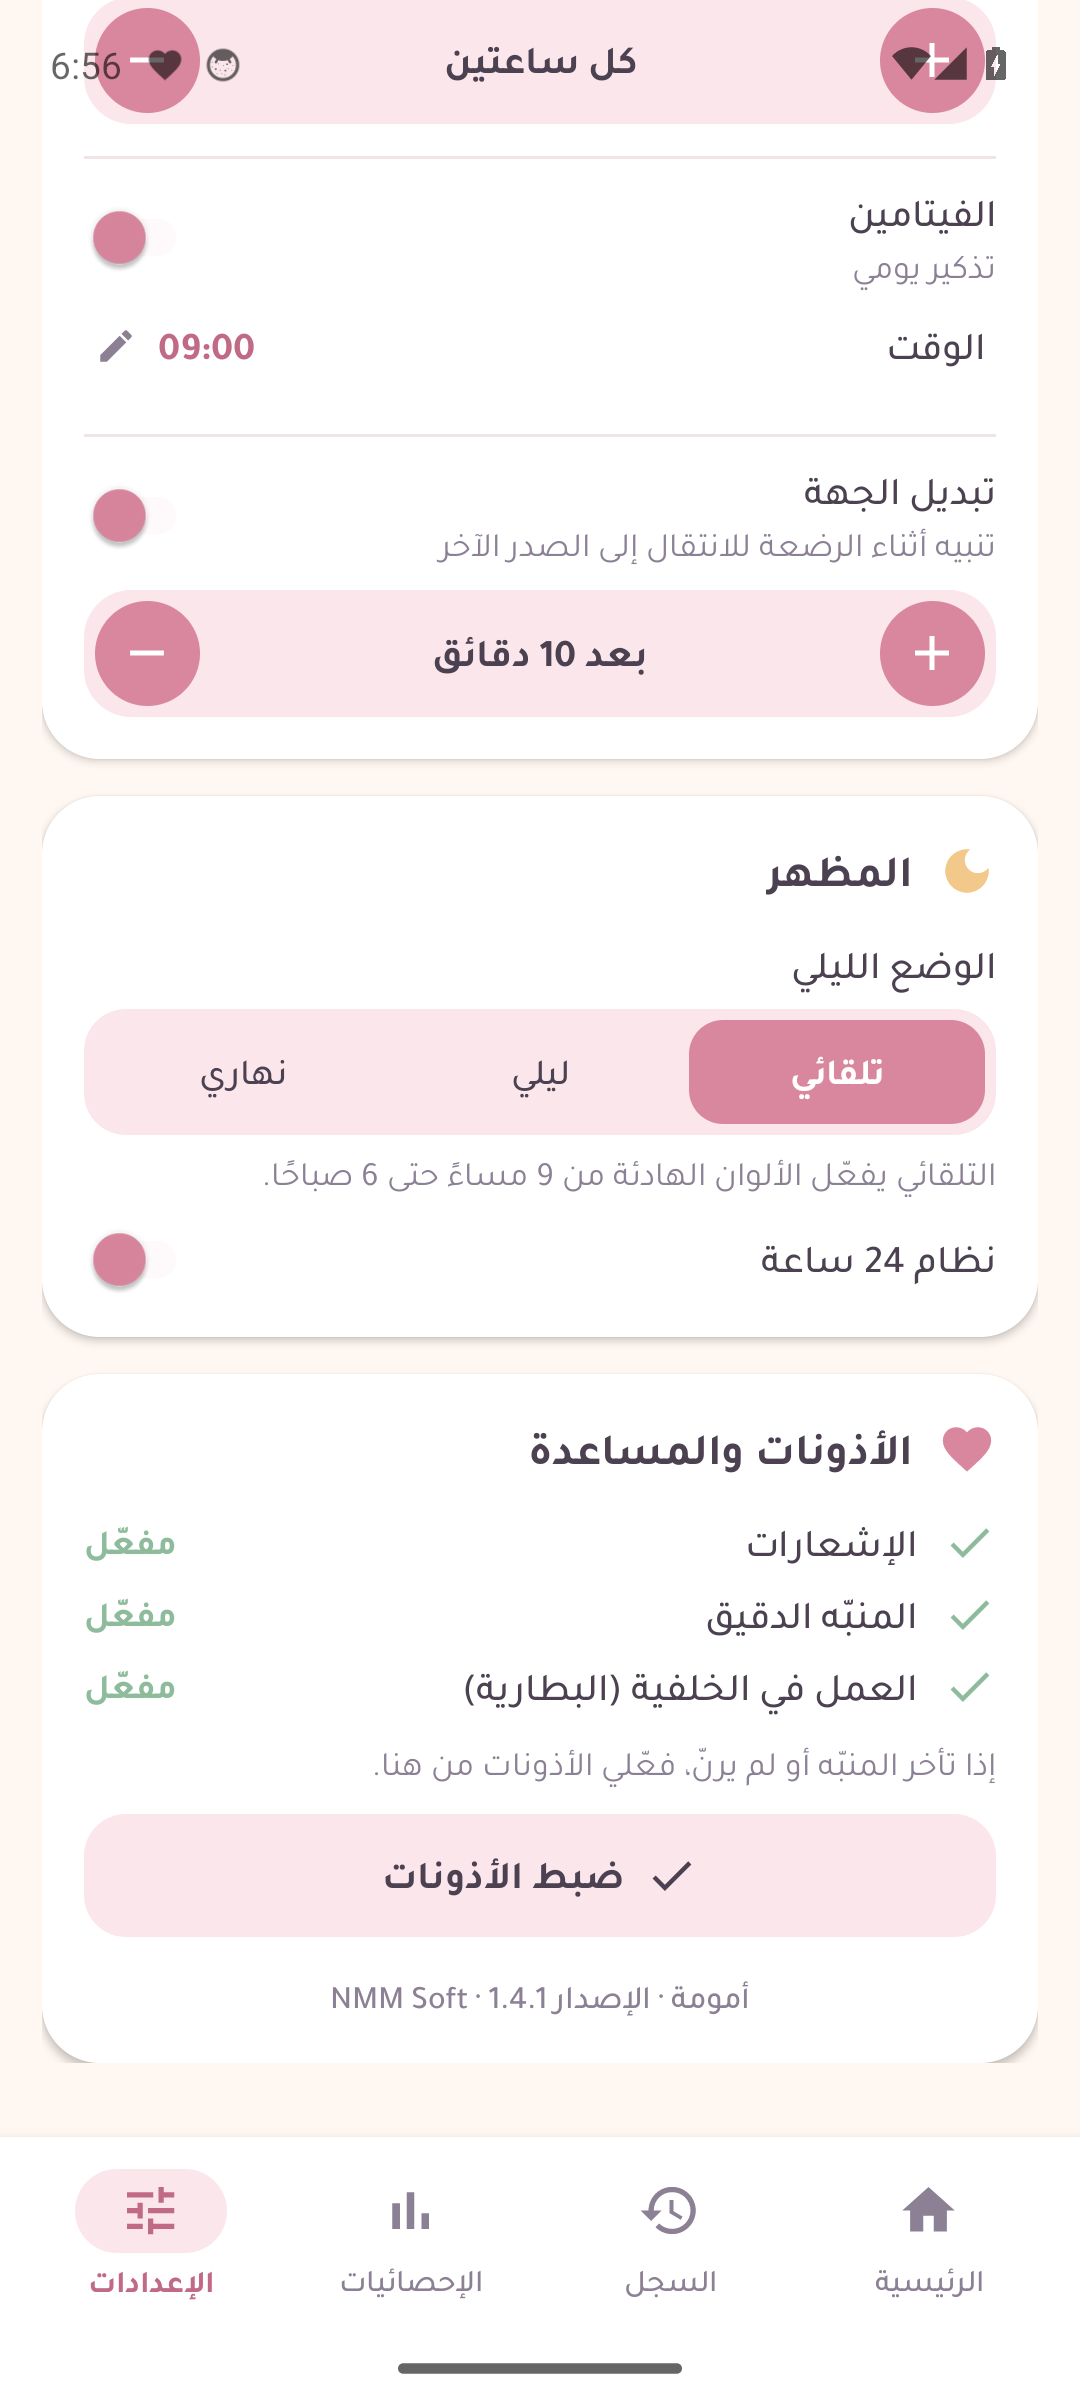 6:56
كل ساعتين
الفيتامين
تذكير يومي
الوقت
09:00
تبديل الجهة
تنبيه أثناء الرضعة للانتقال إلى الصدر الآخر
بعد 10 دقائق
المظهر
الوضع الليلي
تلقائي
ليلي
نهاري
التلقائي يفعّل الألوان الهادئة من 9 مساءً حتى 6 صباحًا.
نظام 24 ساعة
الأذونات والمساعدة
الإشعارات
مفعّل
المنبّه الدقيق
مفعّل
العمل في الخلفية (البطارية)
مفعّل
إذا تأخر المنبّه أو لم يرنّ، فعّلي الأذونات من هنا.
ضبط الأذونات
أمومة · الإصدار 1.4.1 · NMM Soft
الرئيسية
السجل
الإحصائيات
الإعدادات